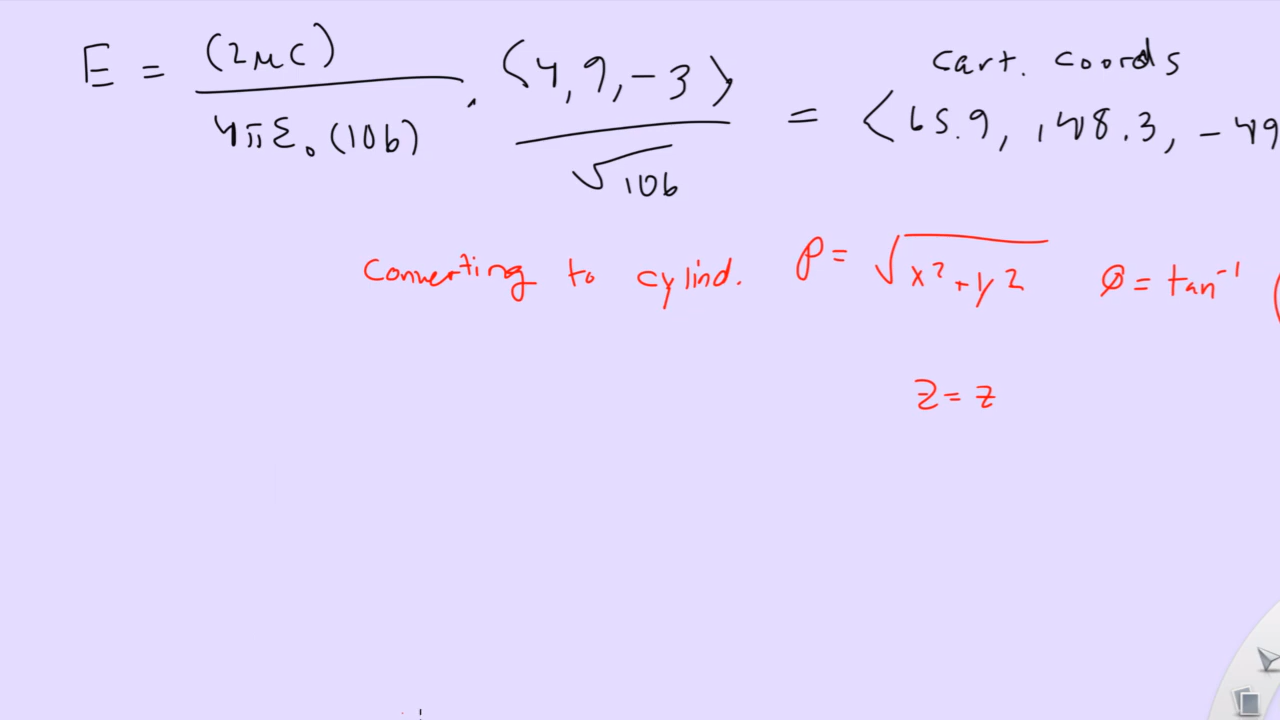 cart. coords
E = (2μC) / 4πε₀(106) · ⟨4, 9, -3⟩ / √106 = ⟨65.9, 148.3, -49
Converting to cylind. ρ = √x² + y² ø = tan⁻¹ (
z = z